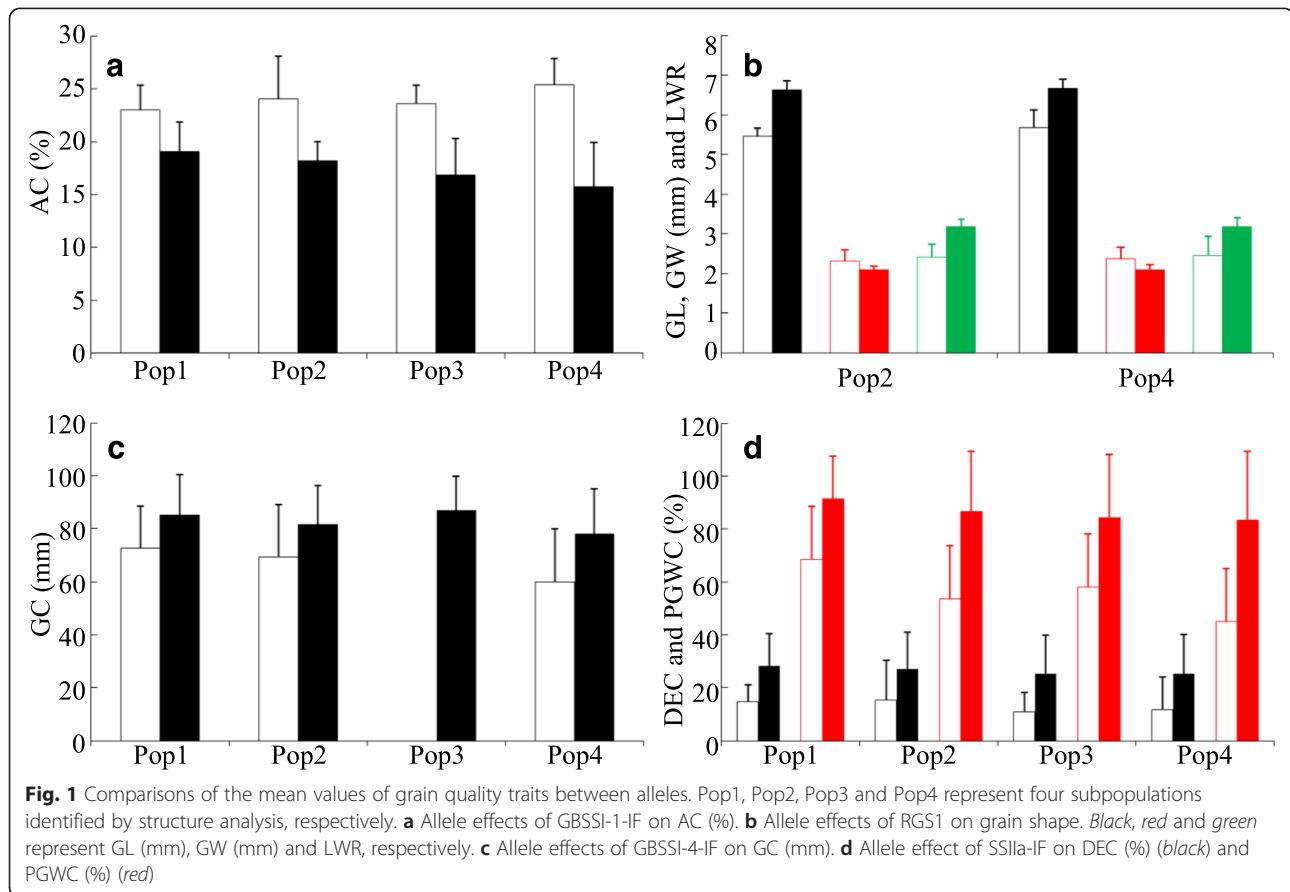 a
AC (%)
30
25
20
15
10
5
0
Pop1 Pop2 Pop3 Pop4
b
GL, GW (mm) and LWR
8
7
6
5
4
3
2
1
0
Pop2 Pop4
c
GC (mm)
120
100
80
60
40
20
0
Pop1 Pop2 Pop3 Pop4
d
DEC and PGWC (%)
120
100
80
60
40
20
0
Pop1 Pop2 Pop3 Pop4
Fig. 1 Comparisons of the mean values of grain quality traits between alleles. Pop1, Pop2, Pop3 and Pop4 represent four subpopulations
identified by structure analysis, respectively. a Allele effects of GBSSI-1-IF on AC (%). b Allele effects of RGS1 on grain shape. Black, red and green
represent GL (mm), GW (mm) and LWR, respectively. c Allele effects of GBSSI-4-IF on GC (mm). d Allele effect of SSIIa-IF on DEC (%) (black) and
PGWC (%) (red)